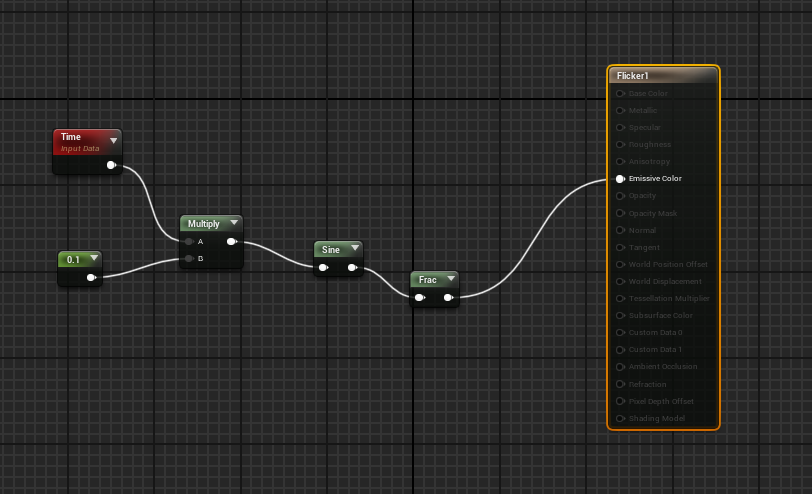 Time
Input Data
0.1
Multiply
A
B
Sine
Frac
Flicker1
Base Color
Metallic
Specular
Roughness
Anisotropy
Emissive Color
Opacity
Opacity Mask
Normal
Tangent
World Position Offset
World Displacement
Tessellation Multiplier
Subsurface Color
Custom Data 0
Custom Data 1
Ambient Occlusion
Refraction
Pixel Depth Offset
Shading Model